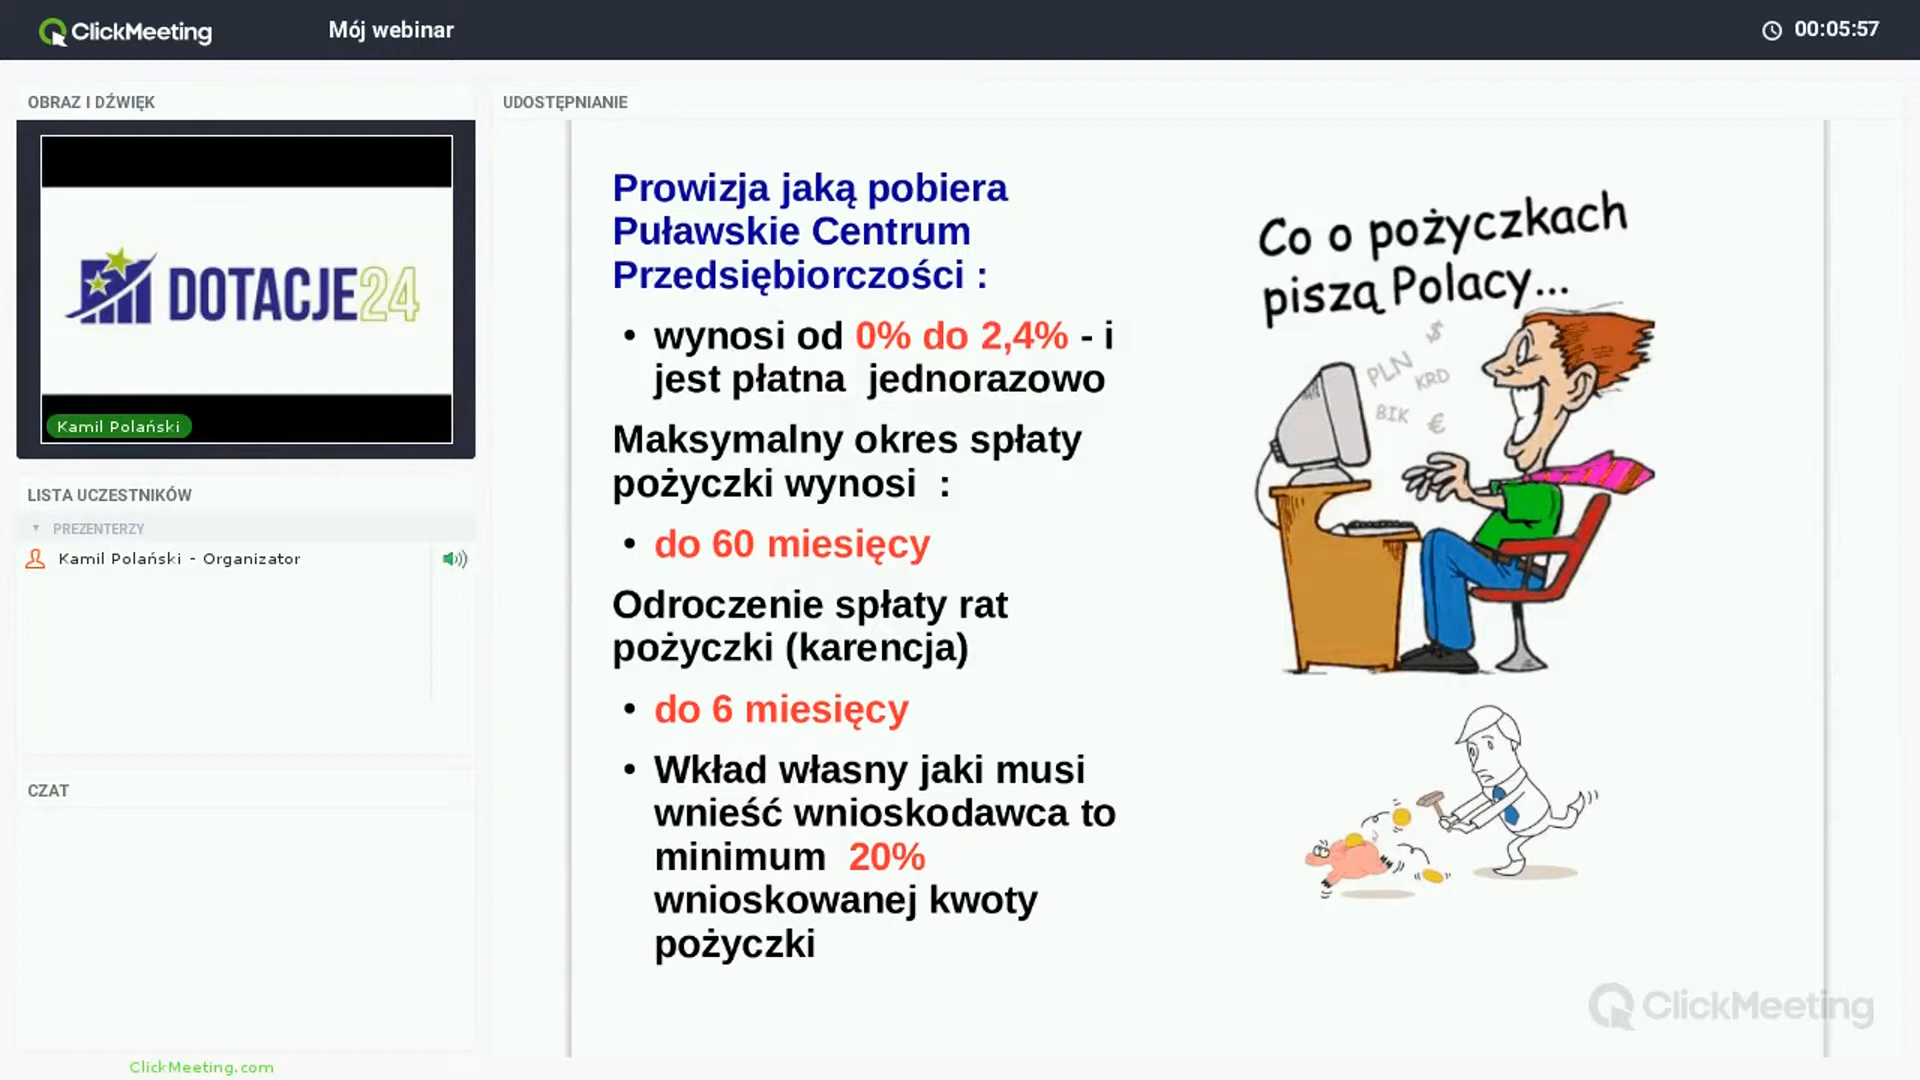 ClickMeeting
Mój webinar
00:05:57
OBRAZ I DŹWIĘK
DOTACJE24
Kamil Polański
LISTA UCZESTNIKÓW
PREZENTERZY
Kamil Polański - Organizator
CZAT
ClickMeeting.com
UDOSTĘPNIANIE
Prowizja jaką pobiera
Puławskie Centrum
Przedsiębiorczości :
• wynosi od 0% do 2,4% - i
jest płatna jednorazowo
Maksymalny okres spłaty
pożyczki wynosi :
• do 60 miesięcy
Odroczenie spłaty rat
pożyczki (karencja)
• do 6 miesięcy
• Wkład własny jaki musi
wnieść wnioskodawca to
minimum 20%
wnioskowanej kwoty
pożyczki
Co o pożyczkach
piszą Polacy...
$
PLN
KRD
BIK
€
ClickMeeting